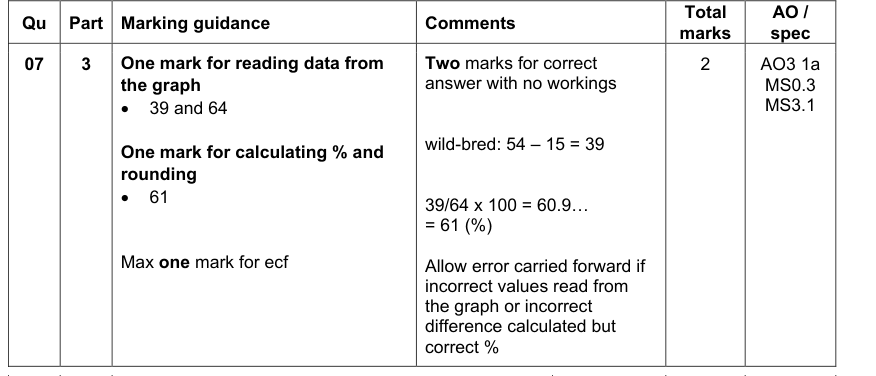 Qu Part Marking guidance Comments Total marks AO / spec
07 3 One mark for reading data from
the graph
• 39 and 64
One mark for calculating % and
rounding
• 61
Max one mark for ecf
Two marks for correct
answer with no workings
wild-bred: 54 – 15 = 39
39/64 x 100 = 60.9…
= 61 (%)
Allow error carried forward if
incorrect values read from
the graph or incorrect
difference calculated but
correct %
2
AO3 1a
MS0.3
MS3.1